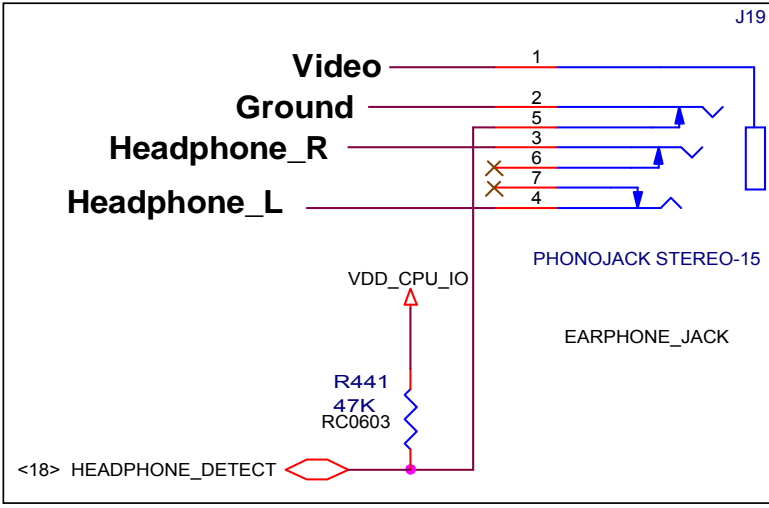 J19
Video 1
Ground 2
5
Headphone_R 3
6
7
Headphone_L 4
PHONOJACK STEREO-15
VDD_CPU_IO
EARPHONE_JACK
R441
47K
RC0603
<18> HEADPHONE_DETECT